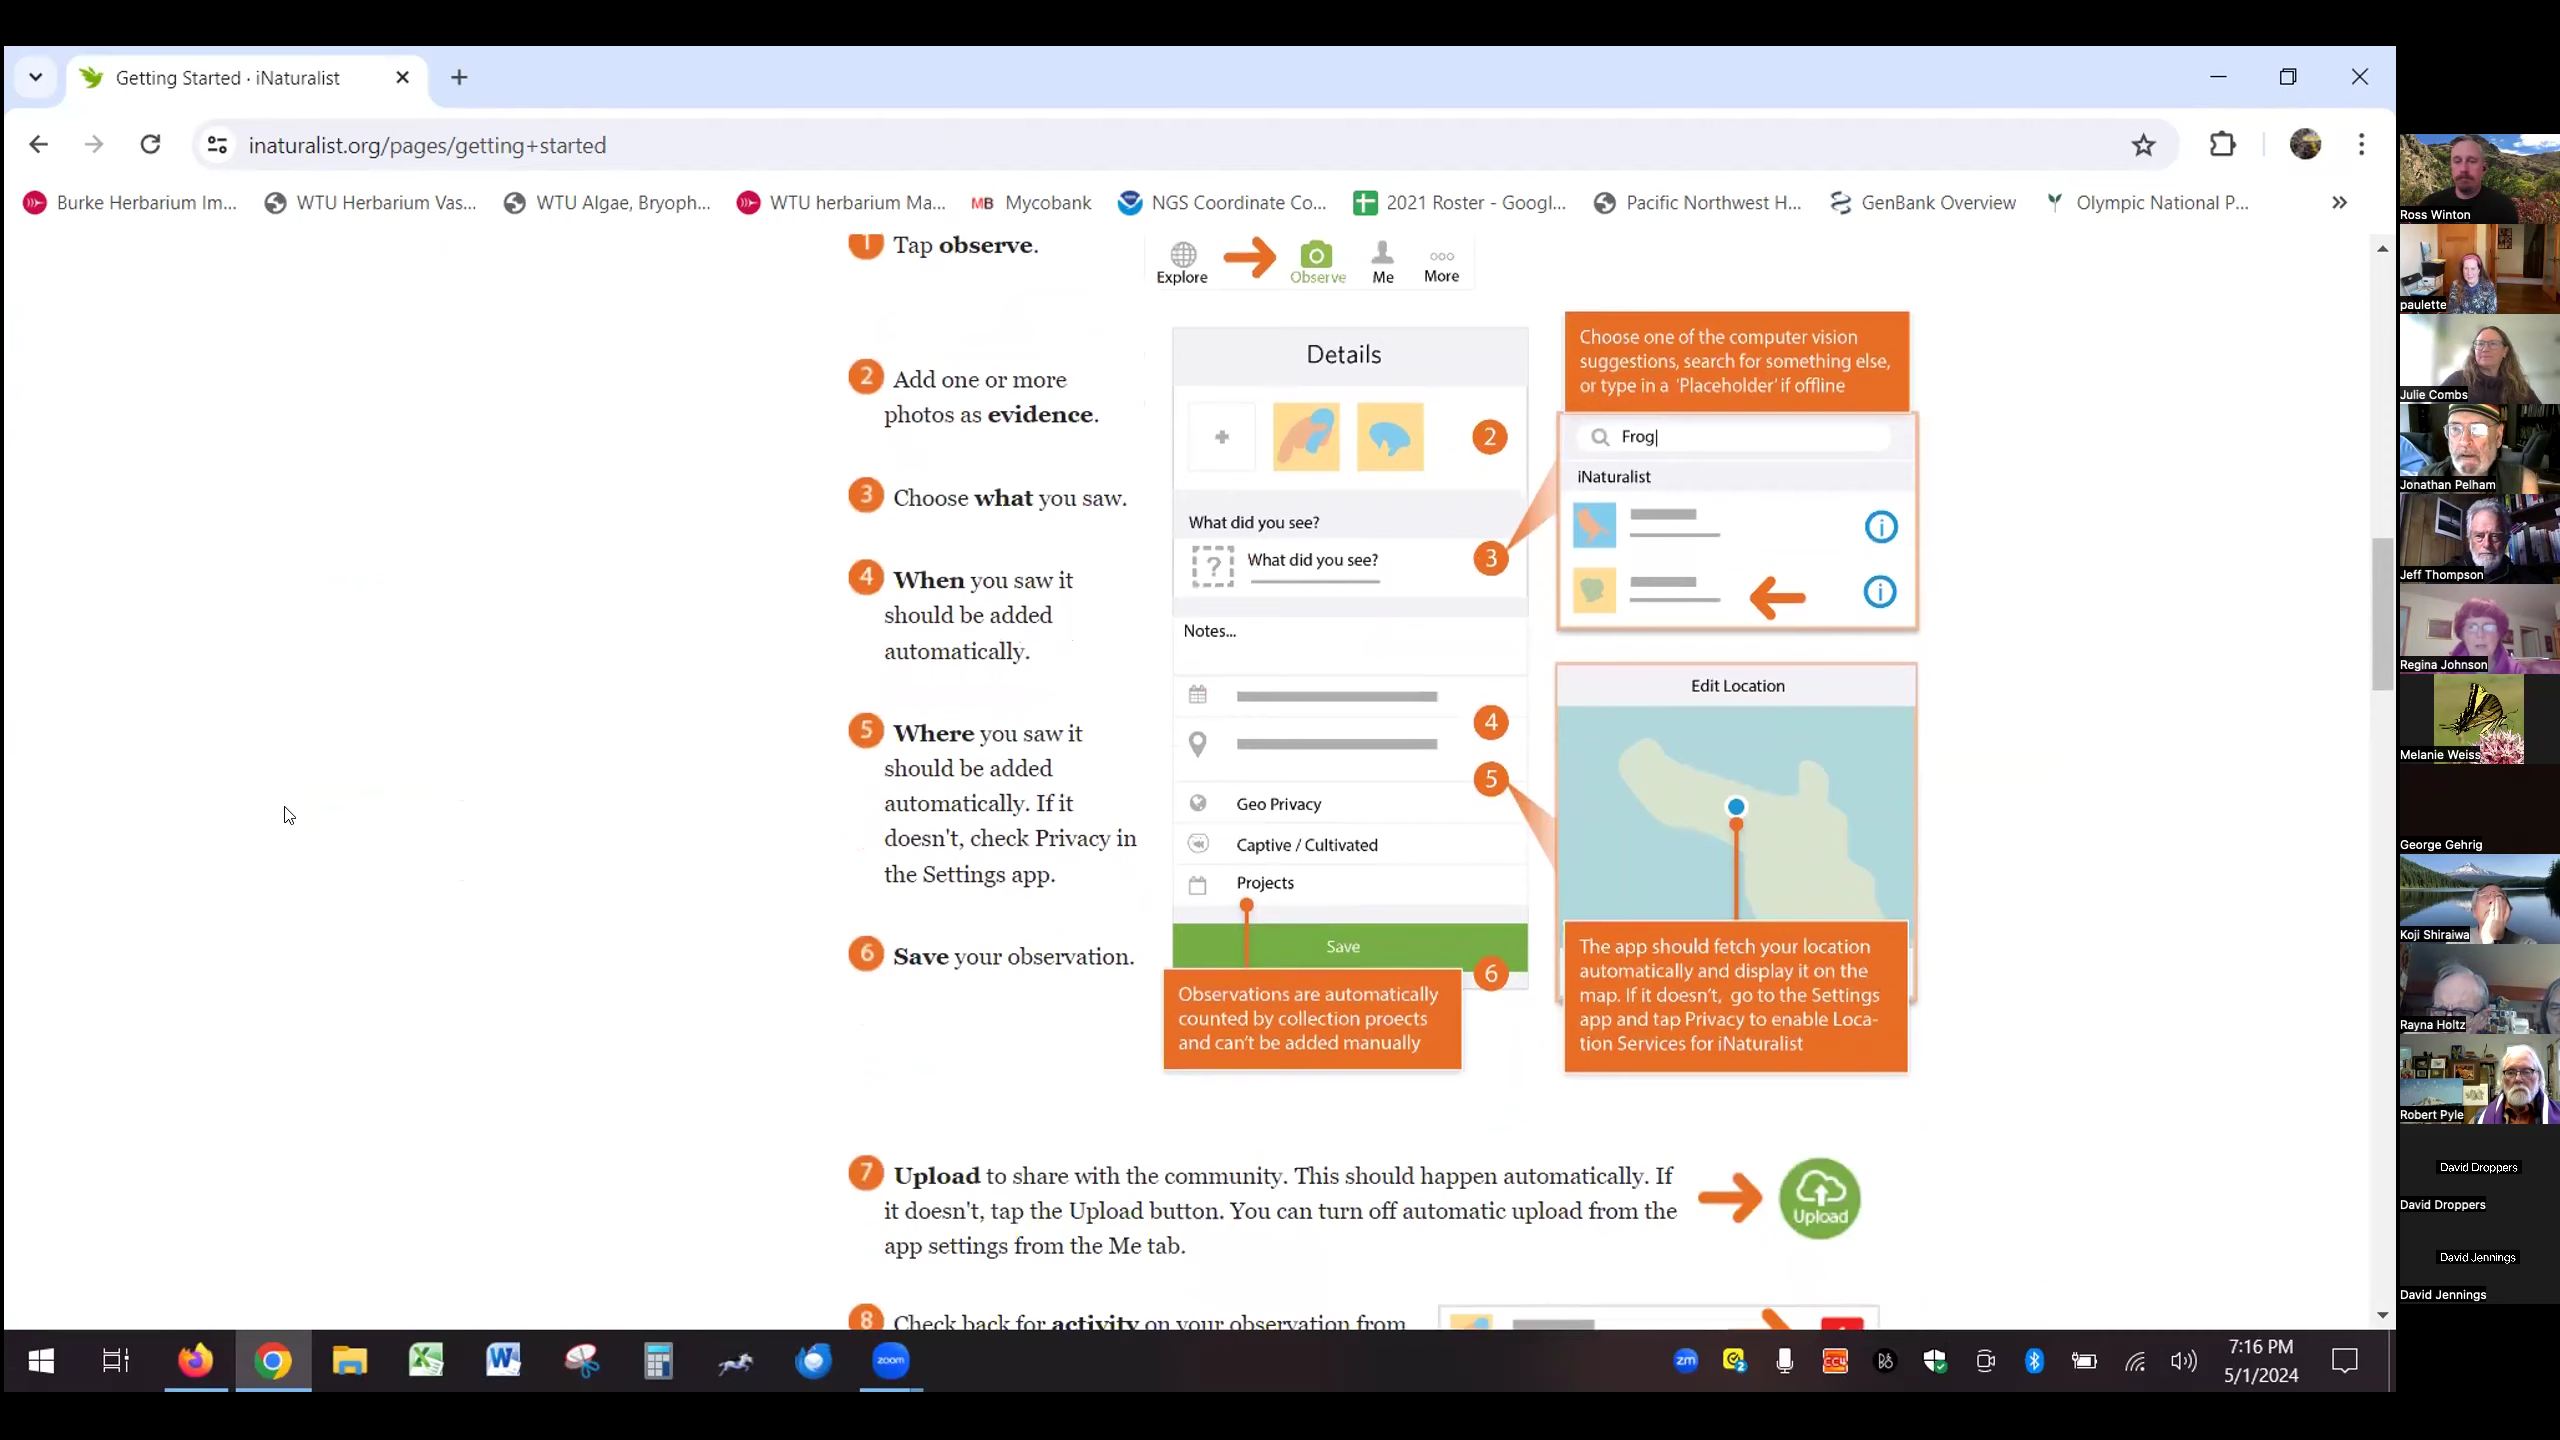 Getting Started · iNaturalist
inaturalist.org/pages/getting+started
Burke Herbarium Im...
WTU Herbarium Vas...
WTU Algae, Bryoph...
WTU herbarium Ma...
MB Mycobank
NGS Coordinate Co...
2021 Roster - Googl...
Pacific Northwest H...
GenBank Overview
Olympic National P...
1 Tap observe.
Explore
Observe
Me
More
2 Add one or more
photos as evidence.
3 Choose what you saw.
4 When you saw it
should be added
automatically.
5 Where you saw it
should be added
automatically. If it
doesn't, check Privacy in
the Settings app.
6 Save your observation.
Details
2
What did you see?
What did you see?
3
Notes...
4
5
Geo Privacy
Captive / Cultivated
Projects
Save
6
Observations are automatically
counted by collection proects
and can't be added manually
Choose one of the computer vision
suggestions, search for something else,
or type in a 'Placeholder' if offline
Frog
iNaturalist
Edit Location
The app should fetch your location
automatically and display it on the
map. If it doesn't, go to the Settings
app and tap Privacy to enable Loca-
tion Services for iNaturalist
7 Upload to share with the community. This should happen automatically. If
it doesn't, tap the Upload button. You can turn off automatic upload from the
app settings from the Me tab.
Upload
8 Check back for activity on your observation from
zoom
zm
7:16 PM
5/1/2024
Ross Winton
paulette
Julie Combs
Jonathan Pelham
Jeff Thompson
Regina Johnson
Melanie Weiss
George Gehrig
Koji Shiraiwa
Rayna Holtz
Robert Pyle
David Droppers
David Droppers
David Jennings
David Jennings